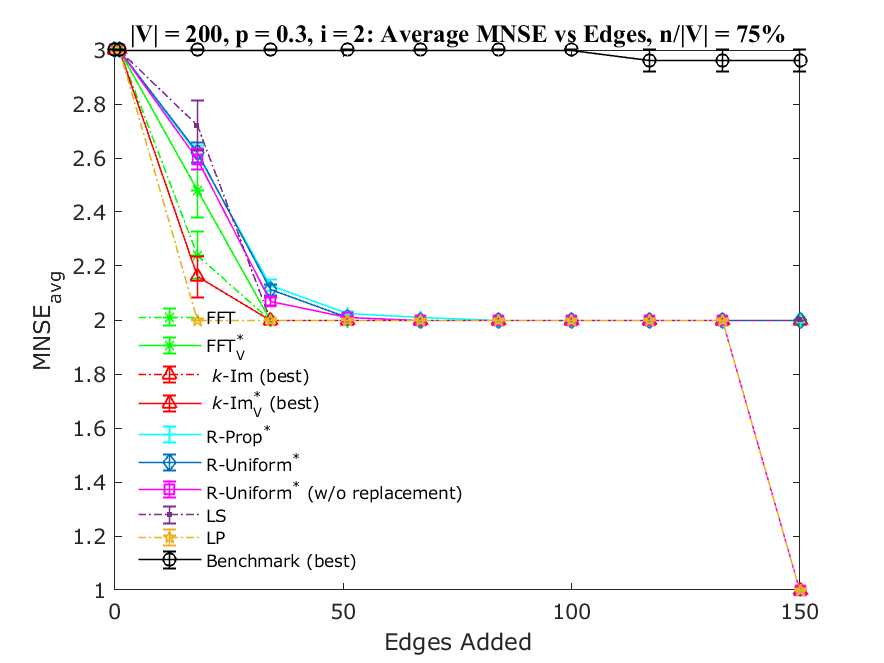 |V| = 200, p = 0.3, i = 2: Average MNSE vs Edges, n/|V| = 75%
3
2.8
2.6
2.4
2.2
2
1.8
1.6
1.4
1.2
1
MNSE_avg
FFT
FFT*_V
k-Im (best)
k-Im*_V (best)
R-Prop*
R-Uniform*
R-Uniform* (w/o replacement)
LS
LP
Benchmark (best)
0 50 100 150
Edges Added